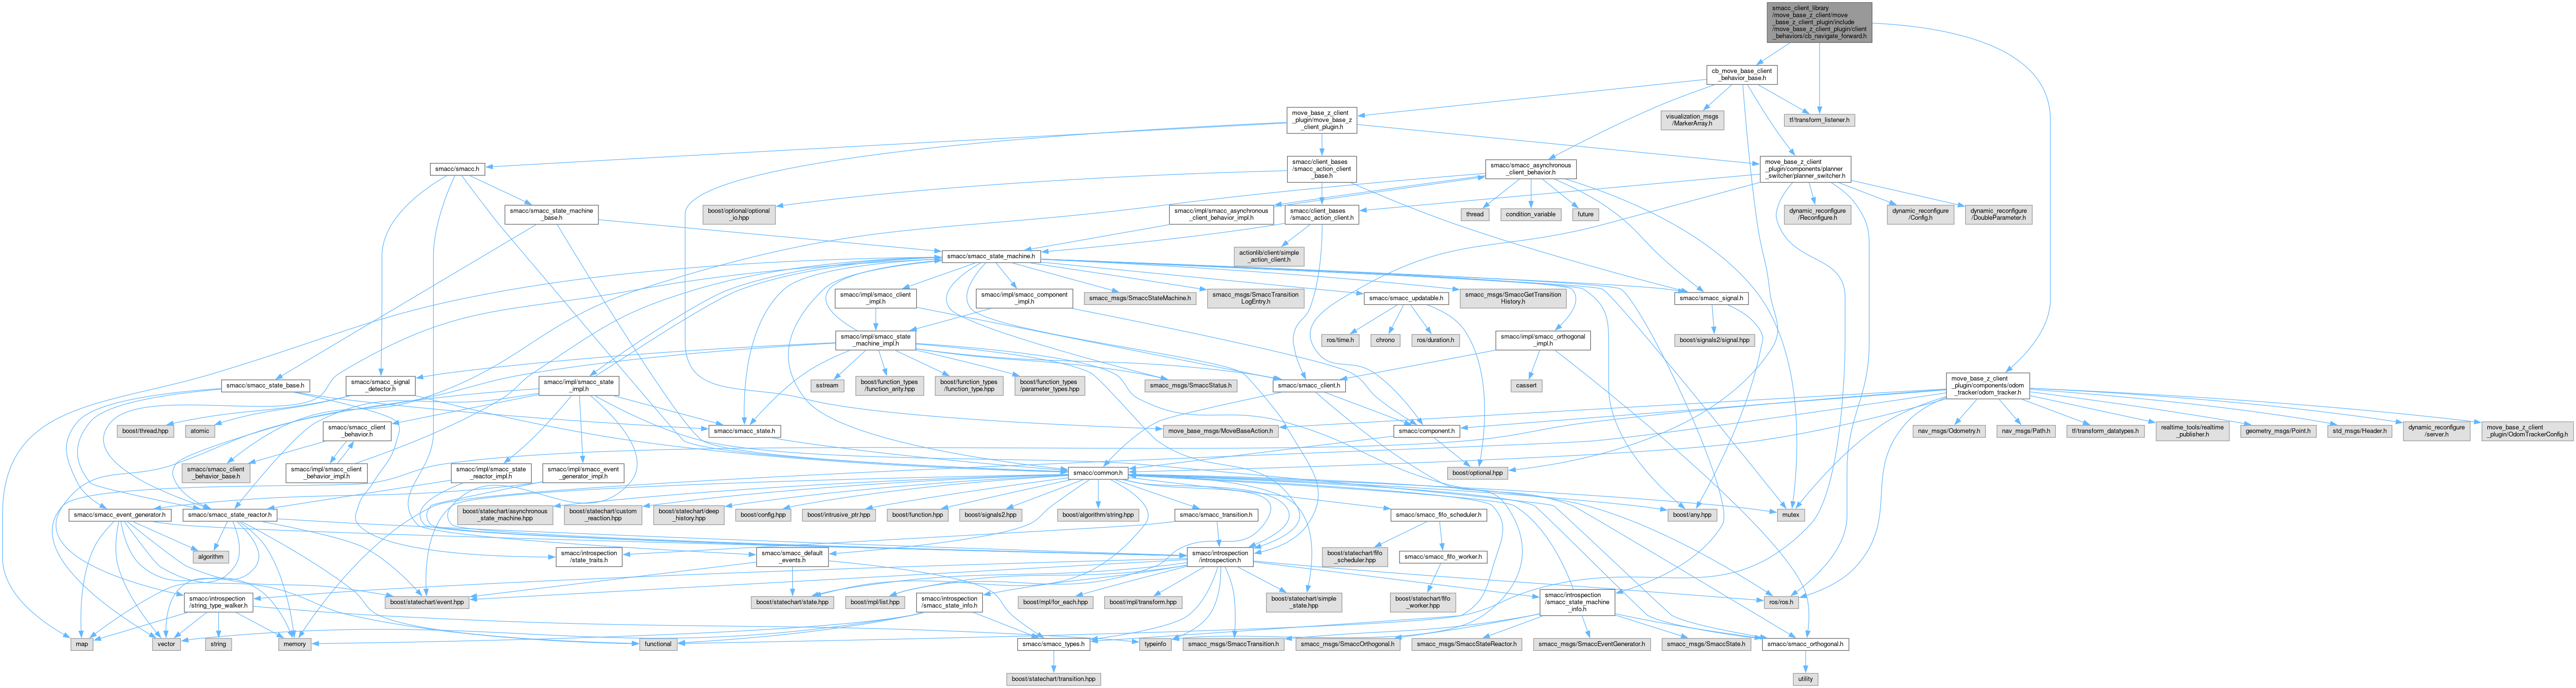 smacc_client_library
/move_base_z_client/move
_base_z_client_plugin/include
/move_base_z_client_plugin/client
_behaviors/cb_navigate_forward.h
cb_move_base_client
_behavior_base.h
move_base_z_client
_plugin/move_base_z
_client_plugin.h
visualization_msgs
/MarkerArray.h
tf/transform_listener.h
smacc/smacc.h
smacc/client_bases
/smacc_action_client
_base.h
smacc/smacc_asynchronous
_client_behavior.h
move_base_z_client
_plugin/components/planner
_switcher/planner_switcher.h
smacc/smacc_state_machine
_base.h
boost/optional/optional
_io.hpp
smacc/impl/smacc_asynchronous
_client_behavior_impl.h
smacc/client_bases
/smacc_action_client.h
thread
condition_variable
future
dynamic_reconfigure
/Reconfigure.h
dynamic_reconfigure
/Config.h
dynamic_reconfigure
/DoubleParameter.h
smacc/smacc_state_machine.h
actionlib/client/simple
_action_client.h
smacc/impl/smacc_client
_impl.h
smacc/impl/smacc_component
_impl.h
smacc_msgs/SmaccStateMachine.h
smacc_msgs/SmaccTransition
LogEntry.h
smacc/smacc_updatable.h
smacc_msgs/SmaccGetTransition
History.h
smacc/smacc_signal.h
smacc/impl/smacc_state
_machine_impl.h
ros/time.h
chrono
ros/duration.h
smacc/impl/smacc_orthogonal
_impl.h
boost/signals2/signal.hpp
smacc/smacc_state_base.h
smacc/smacc_signal
_detector.h
smacc/impl/smacc_state
_impl.h
sstream
boost/function_types
/function_arity.hpp
boost/function_types
/function_type.hpp
boost/function_types
/parameter_types.hpp
smacc_msgs/SmaccStatus.h
smacc/smacc_client.h
cassert
move_base_z_client
_plugin/components/odom
_tracker/odom_tracker.h
boost/thread.hpp
atomic
smacc/smacc_client
_behavior.h
smacc/smacc_state.h
move_base_msgs/MoveBaseAction.h
smacc/component.h
nav_msgs/Odometry.h
nav_msgs/Path.h
tf/transform_datatypes.h
realtime_tools/realtime
_publisher.h
geometry_msgs/Point.h
std_msgs/Header.h
dynamic_reconfigure
/server.h
move_base_z_client
_plugin/OdomTrackerConfig.h
smacc/smacc_client
_behavior_base.h
smacc/impl/smacc_client
_behavior_impl.h
smacc/impl/smacc_state
_reactor_impl.h
smacc/impl/smacc_event
_generator_impl.h
smacc/common.h
boost/optional.hpp
smacc/smacc_event_generator.h
smacc/smacc_state_reactor.h
boost/statechart/asynchronous
_state_machine.hpp
boost/statechart/custom
_reaction.hpp
boost/statechart/deep
_history.hpp
boost/config.hpp
boost/intrusive_ptr.hpp
boost/function.hpp
boost/signals2.hpp
boost/algorithm/string.hpp
smacc/smacc_transition.h
smacc/smacc_fifo_scheduler.h
boost/any.hpp
mutex
algorithm
smacc/introspection
/state_traits.h
smacc/smacc_default
_events.h
smacc/introspection
/introspection.h
boost/statechart/fifo
_scheduler.hpp
smacc/smacc_fifo_worker.h
smacc/introspection
/string_type_walker.h
boost/statechart/event.hpp
boost/statechart/state.hpp
boost/mpl/list.hpp
smacc/introspection
/smacc_state_info.h
boost/mpl/for_each.hpp
boost/mpl/transform.hpp
boost/statechart/simple
_state.hpp
boost/statechart/fifo
_worker.hpp
smacc/introspection
/smacc_state_machine
_info.h
ros/ros.h
map
vector
string
memory
functional
smacc/smacc_types.h
typeinfo
smacc_msgs/SmaccTransition.h
smacc_msgs/SmaccOrthogonal.h
smacc_msgs/SmaccStateReactor.h
smacc_msgs/SmaccEventGenerator.h
smacc_msgs/SmaccState.h
smacc/smacc_orthogonal.h
boost/statechart/transition.hpp
utility